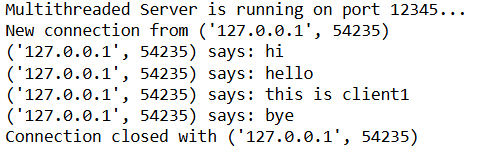 Multithreaded Server is running on port 12345...
New connection from ('127.0.0.1', 54235)
('127.0.0.1', 54235) says: hi
('127.0.0.1', 54235) says: hello
('127.0.0.1', 54235) says: this is client1
('127.0.0.1', 54235) says: bye
Connection closed with ('127.0.0.1', 54235)